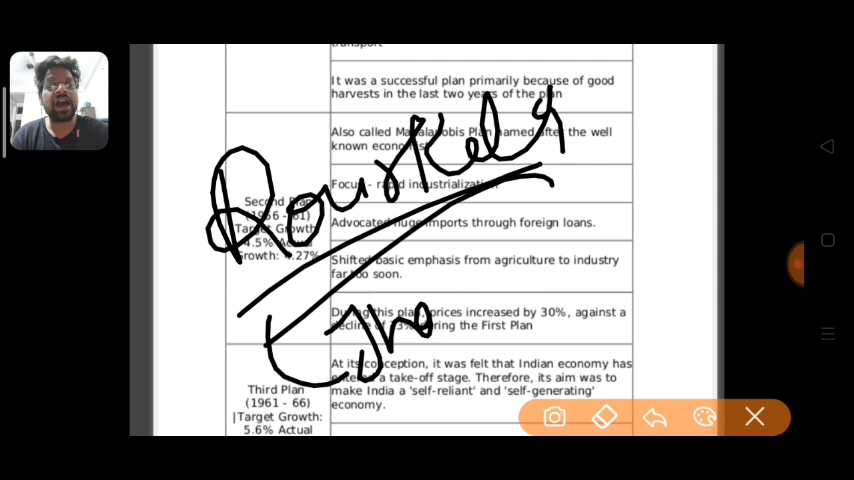 transport
It was a successful plan primarily because of good
harvests in the last two years of the plan
Also called Mahalanobis Plan named after the well
known economist
Focus - rapid industrialization
Second Plan
(1956 - 61)
Target Growth:
4.5% Actual
Growth: 4.27%
Advocated huge imports through foreign loans.
Shifted basic emphasis from agriculture to industry
far too soon.
During this plan, prices increased by 30%, against a
decline of 13% during the First Plan
Third Plan
(1961 - 66)
|Target Growth:
5.6% Actual
At its conception, it was felt that Indian economy has
entered a take-off stage. Therefore, its aim was to
make India a 'self-reliant' and 'self-generating'
economy.
Rourkela
(Jha